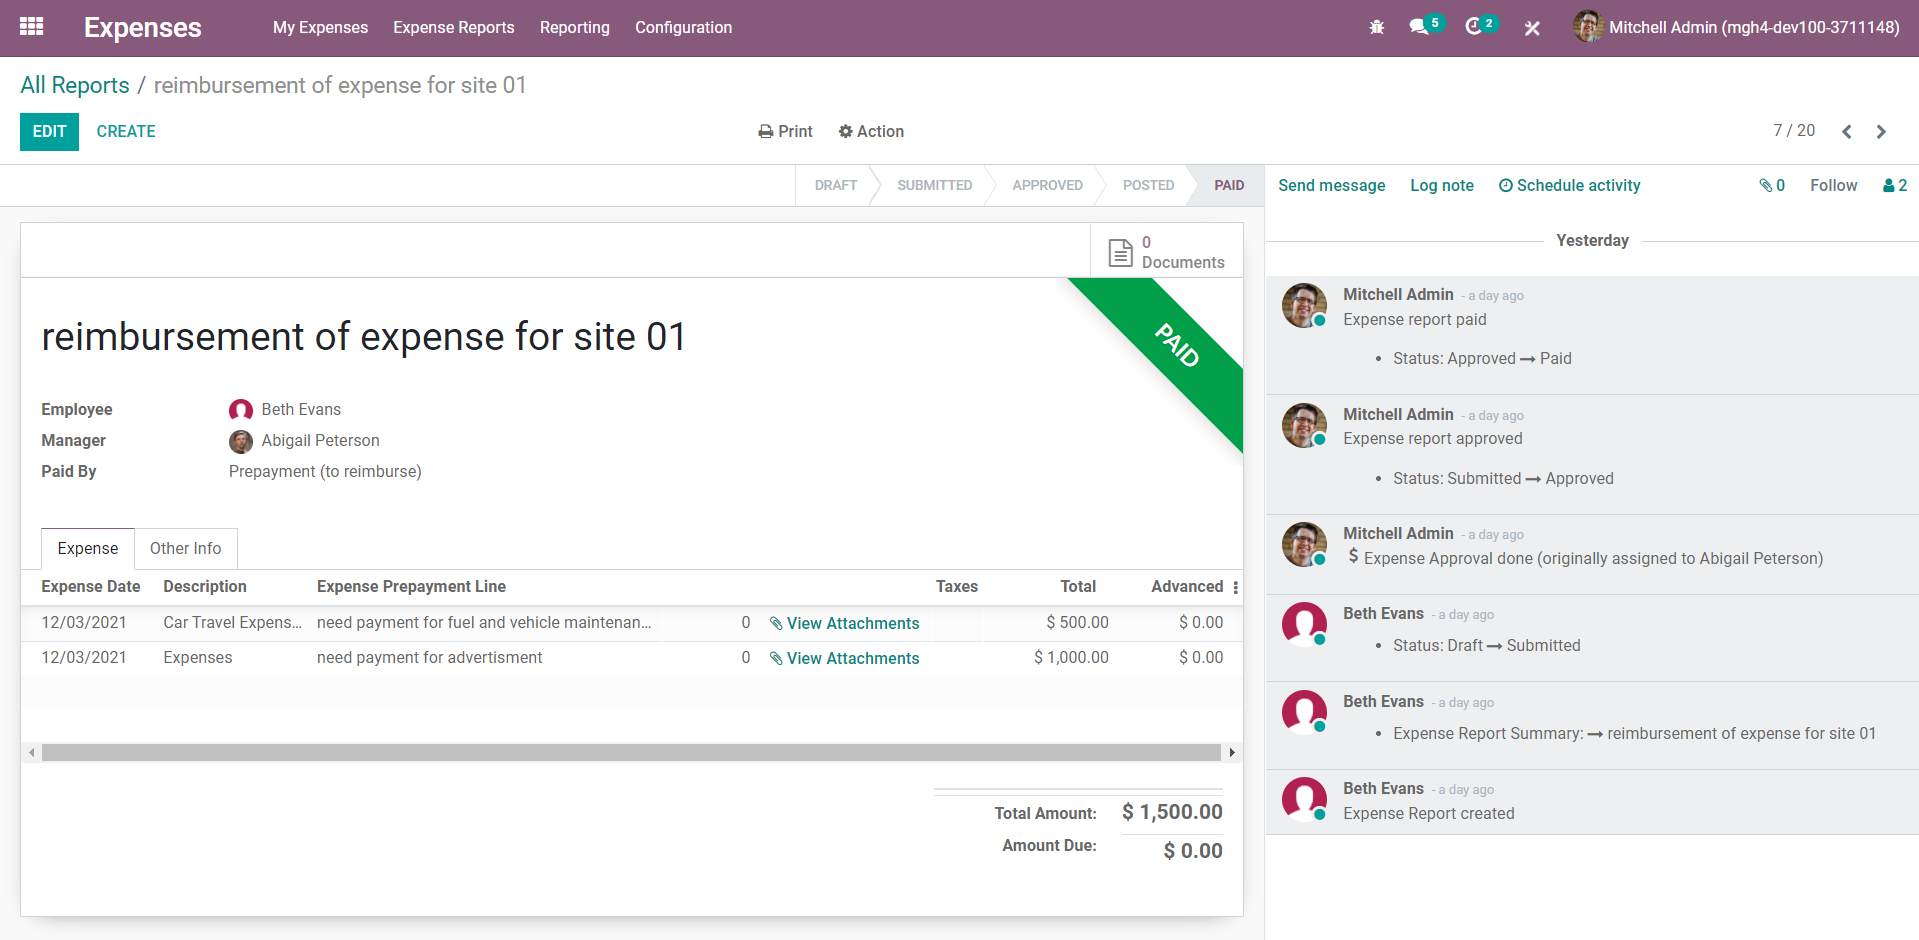 Expenses My Expenses Expense Reports Reporting Configuration 5 2 Mitchell Admin (mgh4-dev100-3711148)
All Reports / reimbursement of expense for site 01
EDIT CREATE Print Action 7 / 20
DRAFT SUBMITTED APPROVED POSTED PAID
0
Documents
PAID
reimbursement of expense for site 01
Employee Beth Evans
Manager Abigail Peterson
Paid By Prepayment (to reimburse)
Expense Other Info
Expense Date Description Expense Prepayment Line Taxes Total Advanced
12/03/2021 Car Travel Expens... need payment for fuel and vehicle maintenan... 0 View Attachments $ 500.00 $ 0.00
12/03/2021 Expenses need payment for advertisment 0 View Attachments $ 1,000.00 $ 0.00
Total Amount: $ 1,500.00
Amount Due: $ 0.00
Send message Log note Schedule activity 0 Follow 2
Yesterday
Mitchell Admin - a day ago
Expense report paid
• Status: Approved → Paid
Mitchell Admin - a day ago
Expense report approved
• Status: Submitted → Approved
Mitchell Admin - a day ago
$ Expense Approval done (originally assigned to Abigail Peterson)
Beth Evans - a day ago
• Status: Draft → Submitted
Beth Evans - a day ago
• Expense Report Summary: → reimbursement of expense for site 01
Beth Evans - a day ago
Expense Report created